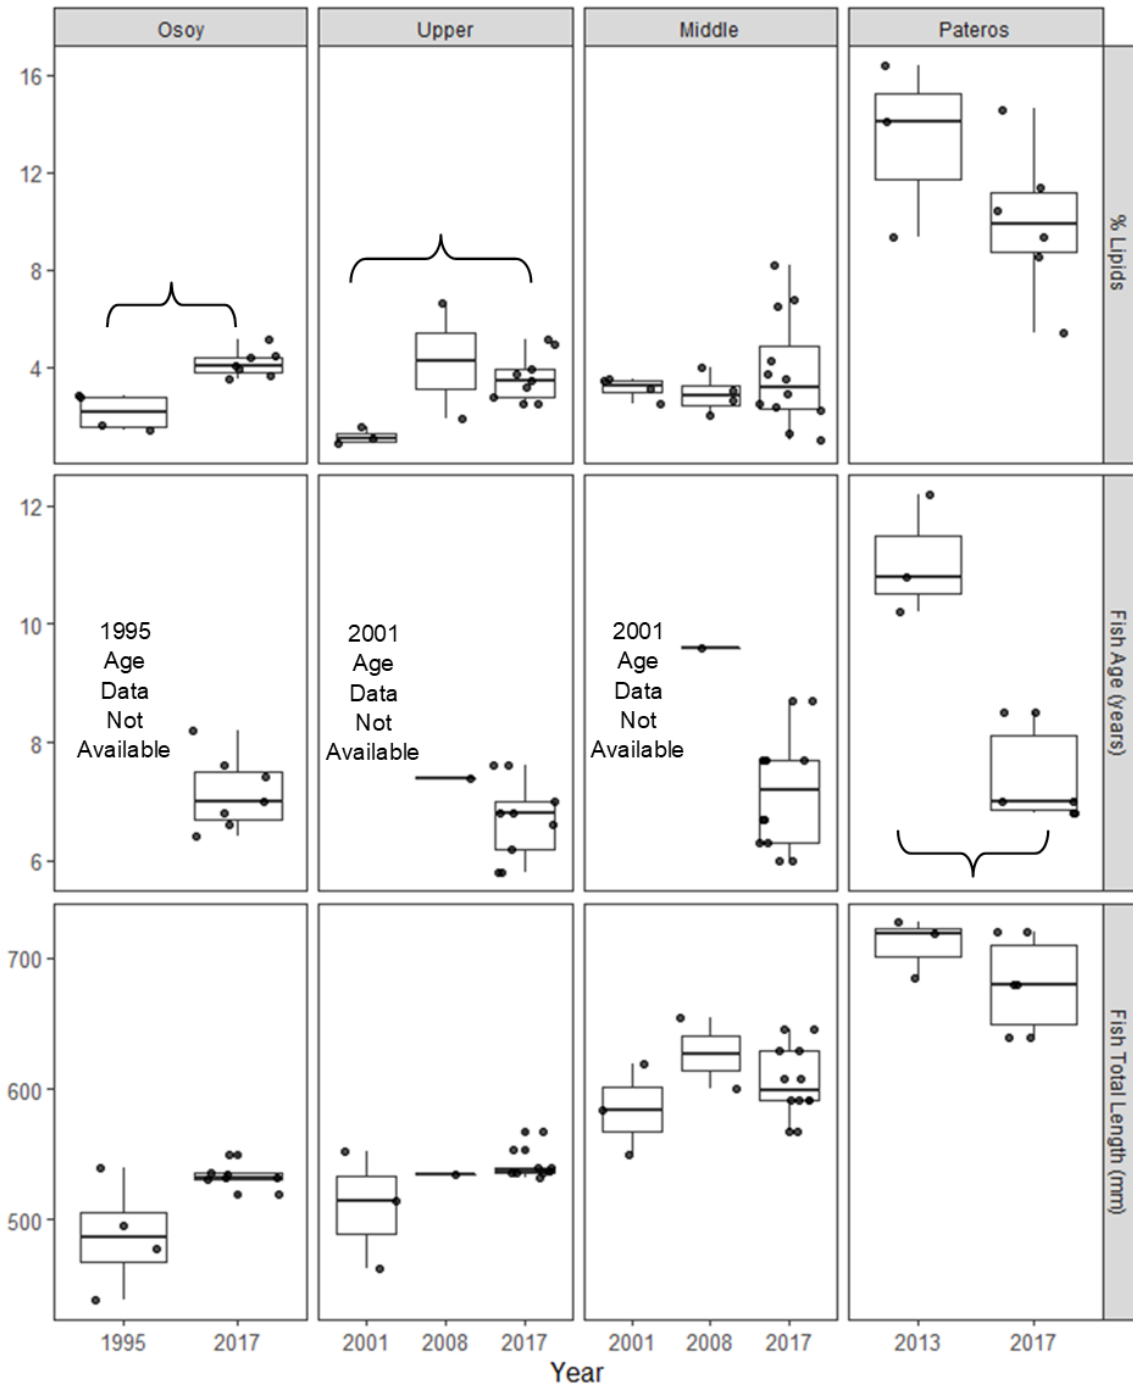 Osoy
Upper
Middle
Pateros
16
12
8
4
% Lipids
12
10
8
6
1995
Age
Data
Not
Available
2001
Age
Data
Not
Available
2001
Age
Data
Not
Available
Fish Age (years)
700
600
500
Fish Total Length (mm)
1995
2017
2001
2008
2017
2001
2008
2017
2013
2017
Year